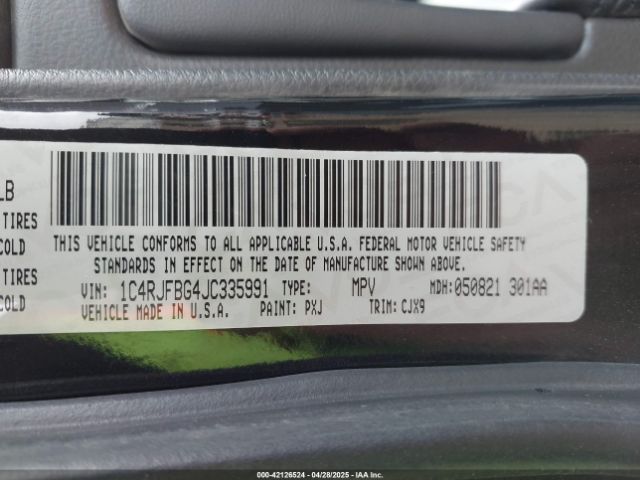 LB
TIRES
COLD
TIRES
COLD
THIS VEHICLE CONFORMS TO ALL APPLICABLE U.S.A. FEDERAL MOTOR VEHICLE SAFETY
STANDARDS IN EFFECT ON THE DATE OF MANUFACTURE SHOWN ABOVE.
VIN: 1C4RJFBG4JC335991 TYPE: MPV MDH: 050821 301AA
VEHICLE MADE IN U.S.A. PAINT: PXJ TRIM: CJX9
000-42126524 | 04/28/2025 | IAA, Inc.